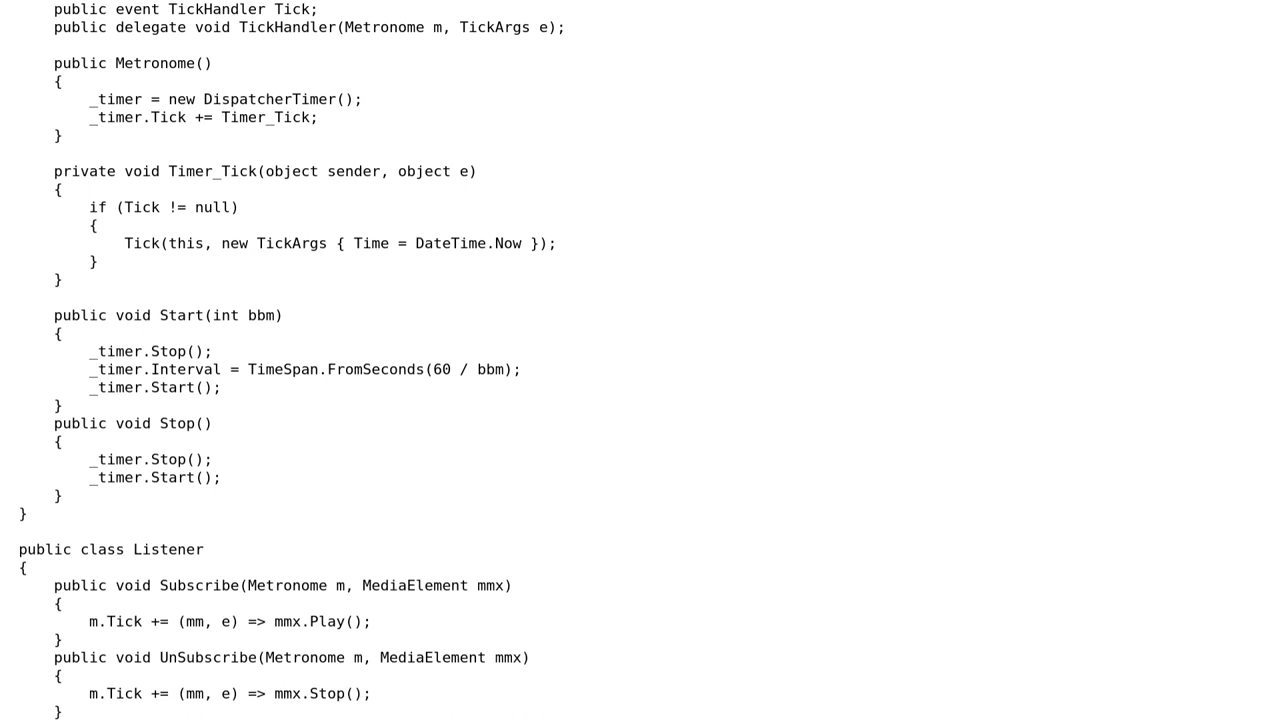 public event TickHandler Tick;
public delegate void TickHandler(Metronome m, TickArgs e);
public Metronome()
{
_timer = new DispatcherTimer();
_timer.Tick += Timer_Tick;
}
private void Timer_Tick(object sender, object e)
{
if (Tick != null)
{
Tick(this, new TickArgs { Time = DateTime.Now });
}
}
public void Start(int bbm)
{
_timer.Stop();
_timer.Interval = TimeSpan.FromSeconds(60 / bbm);
_timer.Start();
}
public void Stop()
{
_timer.Stop();
_timer.Start();
}
}
public class Listener
{
public void Subscribe(Metronome m, MediaElement mmx)
{
m.Tick += (mm, e) => mmx.Play();
}
public void UnSubscribe(Metronome m, MediaElement mmx)
{
m.Tick += (mm, e) => mmx.Stop();
}